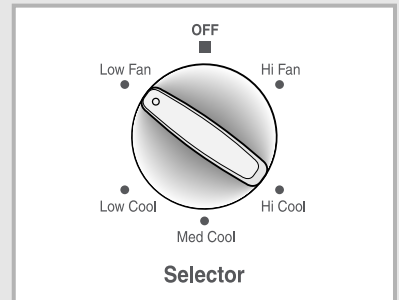 OFF
Low Fan
Hi Fan
Low Cool
Hi Cool
Med Cool
Selector